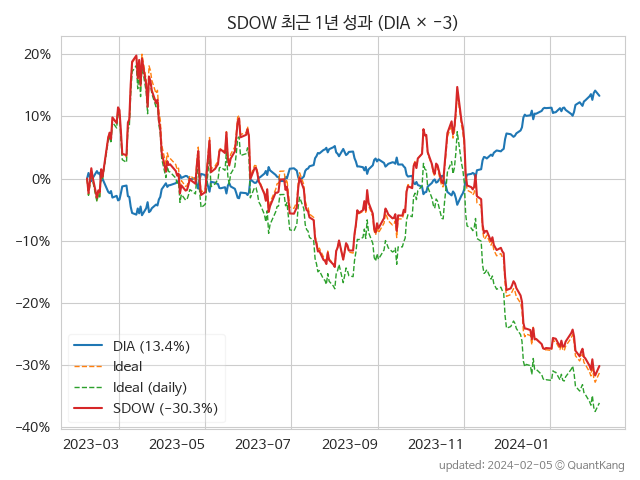 SDOW 최근 1년 성과 (DIA × −3)
20%
10%
0%
−10%
−20%
−30%
−40%
DIA (13.4%)
Ideal
Ideal (daily)
SDOW (−30.3%)
2023−03
2023−05
2023−07
2023−09
2023−11
2024−01
updated: 2024-02-05 © QuantKang